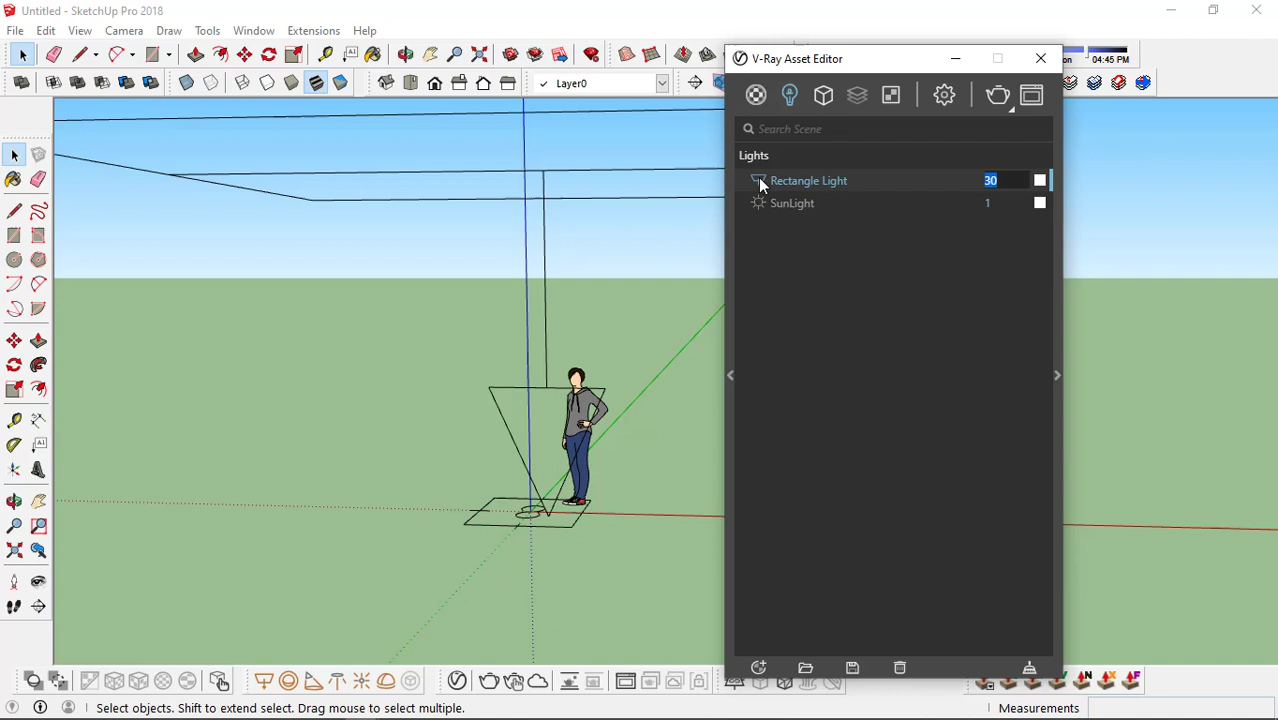 Untitled - SketchUp Pro 2018
File Edit View Camera Draw Tools Window Extensions Help
V-Ray Asset Editor
04:45 PM
Layer0
Search Scene
Lights
Rectangle Light 30
SunLight 1
Select objects. Shift to extend select. Drag mouse to select multiple.
Measurements